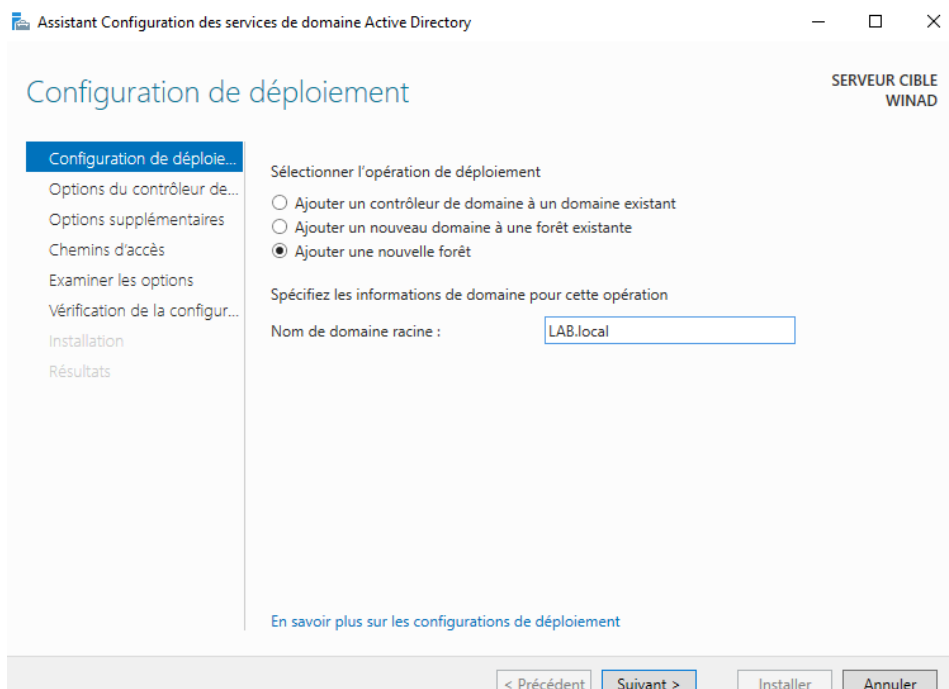 Assistant Configuration des services de domaine Active Directory
Configuration de déploiement
SERVEUR CIBLE
WINAD
Configuration de déploie...
Options du contrôleur de...
Options supplémentaires
Chemins d'accès
Examiner les options
Vérification de la configur...
Installation
Résultats
Sélectionner l'opération de déploiement
Ajouter un contrôleur de domaine à un domaine existant
Ajouter un nouveau domaine à une forêt existante
Ajouter une nouvelle forêt
Spécifiez les informations de domaine pour cette opération
Nom de domaine racine : LAB.local
En savoir plus sur les configurations de déploiement
< Précédent Suivant > Installer Annuler